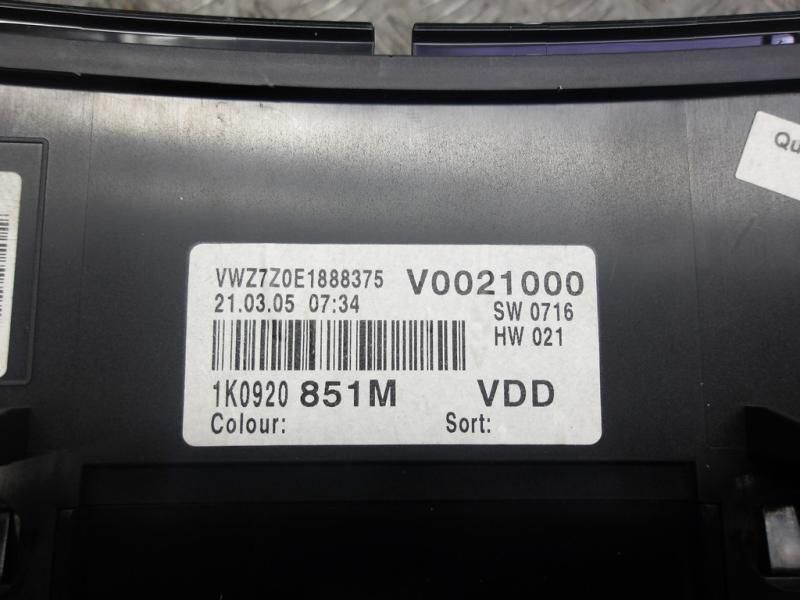 VWZ7Z0E1888375 V0021000
21.03.05 07:34 SW 0716
HW 021
1K0920 851M VDD
Colour: Sort: